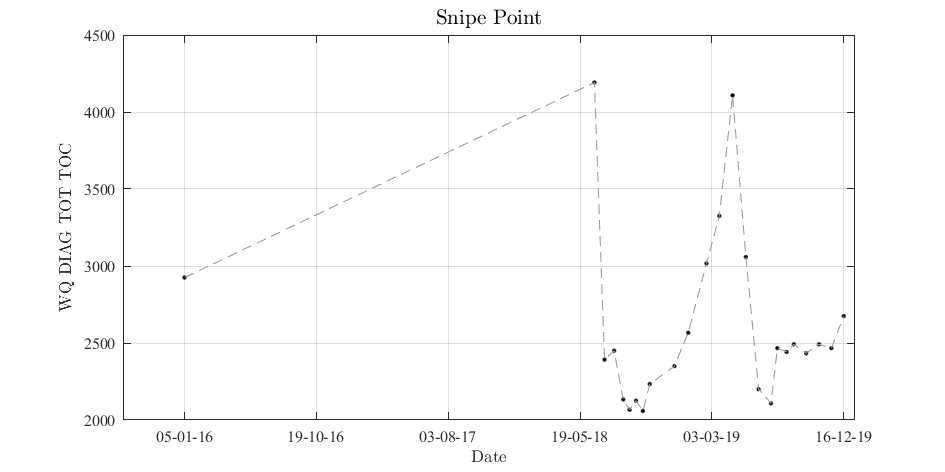 Snipe Point
WQ DIAG TOT TOC
4500
4000
3500
3000
2500
2000
05-01-16 19-10-16 03-08-17 19-05-18 03-03-19 16-12-19
Date